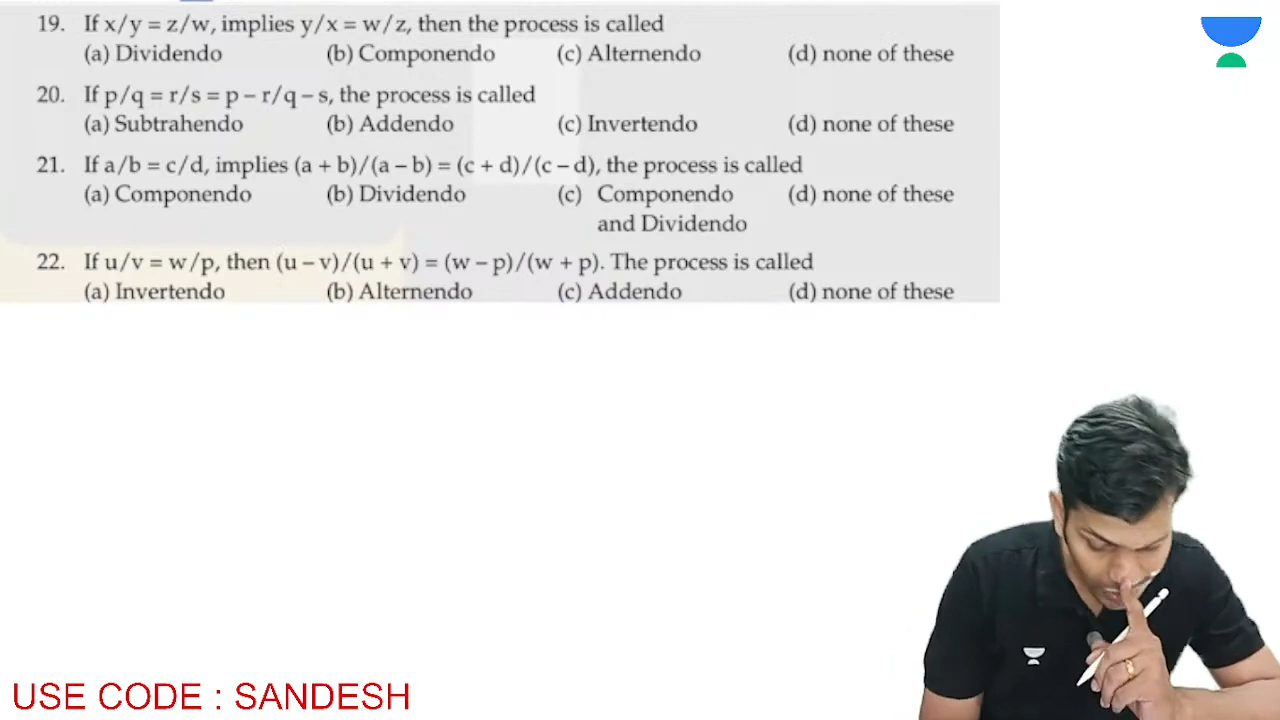 19. If x/y = z/w, implies y/x = w/z, then the process is called
(a) Dividendo (b) Componendo (c) Alternendo (d) none of these
20. If p/q = r/s = p – r/q – s, the process is called
(a) Subtrahendo (b) Addendo (c) Invertendo (d) none of these
21. If a/b = c/d, implies (a + b)/(a – b) = (c + d)/(c – d), the process is called
(a) Componendo (b) Dividendo (c) Componendo (d) none of these
and Dividendo
22. If u/v = w/p, then (u – v)/(u + v) = (w – p)/(w + p). The process is called
(a) Invertendo (b) Alternendo (c) Addendo (d) none of these
USE CODE : SANDESH